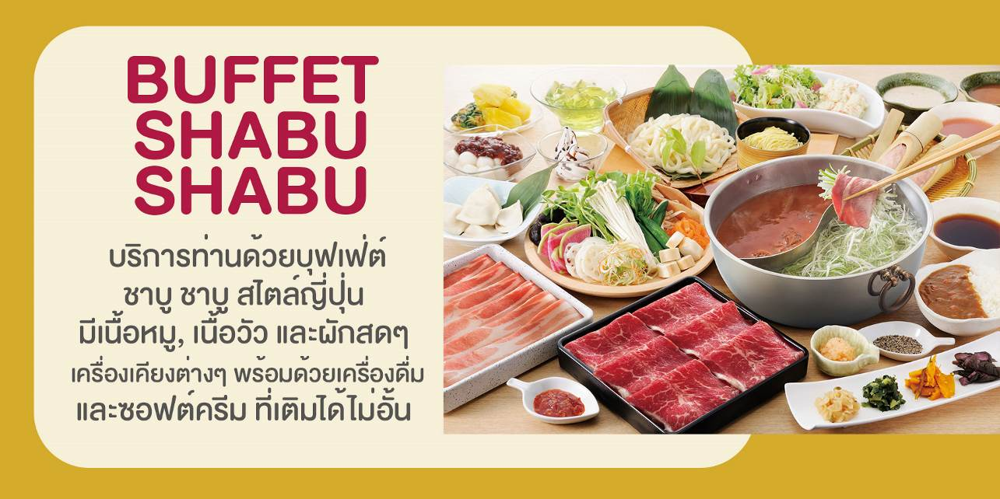 BUFFET
SHABU
SHABU
บริการท่านด้วยบุฟเฟ่ต์
ชาบู ชาบู สไตล์ญี่ปุ่น
มีเนื้อหมู, เนื้อวัว และผักสดๆ
เครื่องเคียงต่างๆ พร้อมด้วยเครื่องดื่ม
และซอฟต์ครีม ที่เติมได้ไม่อั้น